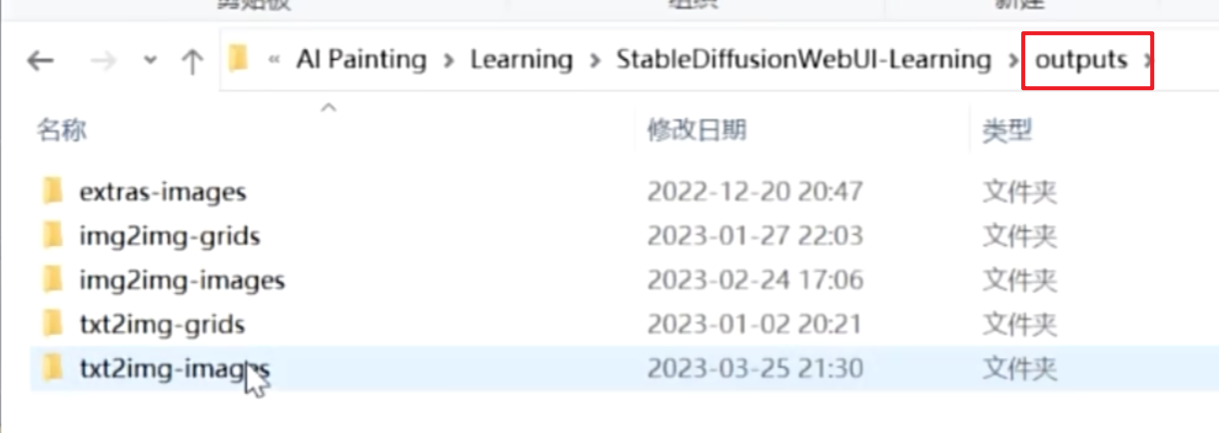 剪贴板 组织 新建
« AI Painting > Learning > StableDiffusionWebUI-Learning > outputs >
名称 修改日期 类型
extras-images 2022-12-20 20:47 文件夹
img2img-grids 2023-01-27 22:03 文件夹
img2img-images 2023-02-24 17:06 文件夹
txt2img-grids 2023-01-02 20:21 文件夹
txt2img-images 2023-03-25 21:30 文件夹